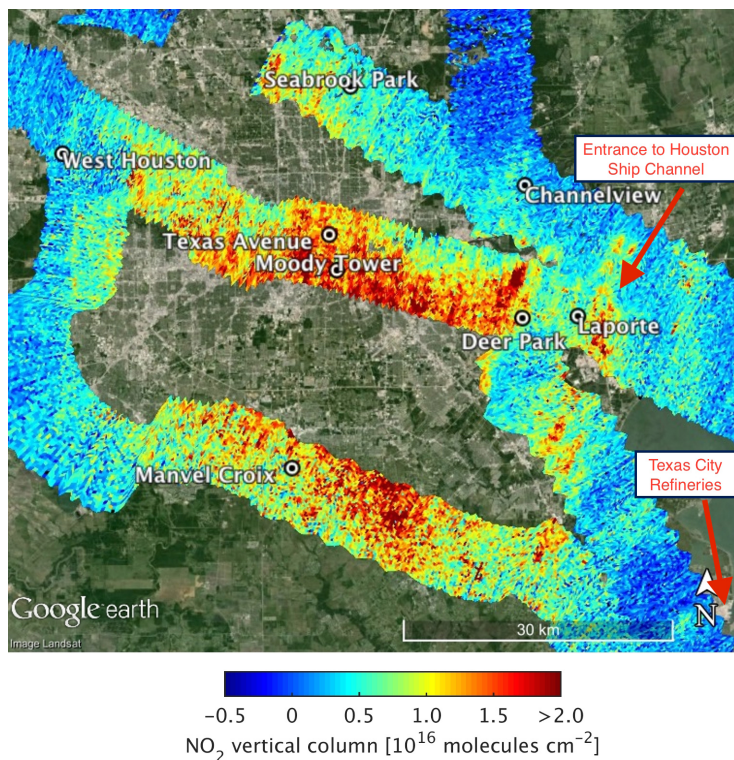 Seabrook Park
Entrance to Houston
Ship Channel
West Houston
Channelview
Texas Avenue
Moody Tower
Laporte
Deer Park
Texas City
Refineries
Manvel Croix
Google earth
N
30 km
Image Landsat
−0.5 0 0.5 1.0 1.5 >2.0
NO₂ vertical column [10¹⁶ molecules cm⁻²]